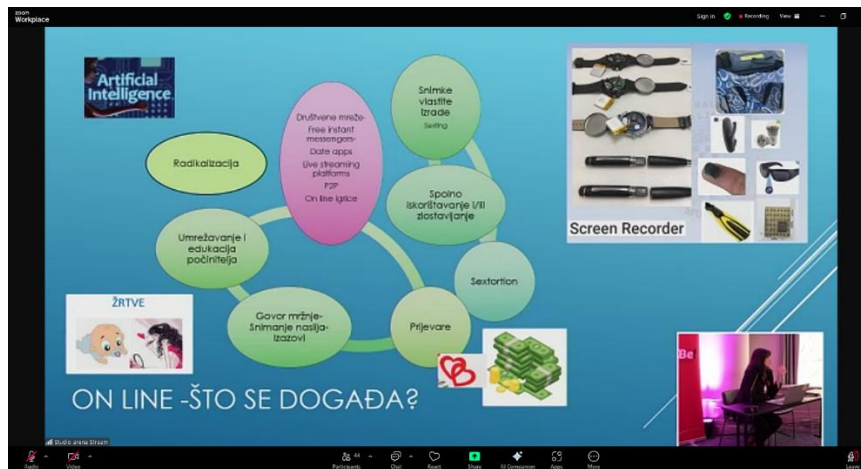 zoom
Workplace
Sign in
Recording
View
Artificial
Intelligence
Radikalizacija
Društvene mreže-
Free instant
messengers-
Date apps
Live streaming
platforms
P2P
On line igrice
Snimke
vlastite
izrade
Sexting
Spolno
iskorištavanje i/ili
zlostavljanje
Sextortion
Umrežavanje i
edukacija
počinitelja
Govor mržnje-
Snimanje nasilja-
izazovi
Prijevare
Screen Recorder
ŽRTVE
ON LINE -ŠTO SE DOGAĐA?
Be
Studio arena Stream
Audio
Video
Participants
44
Chat
React
Share
AI Companion
Apps
More
Leave